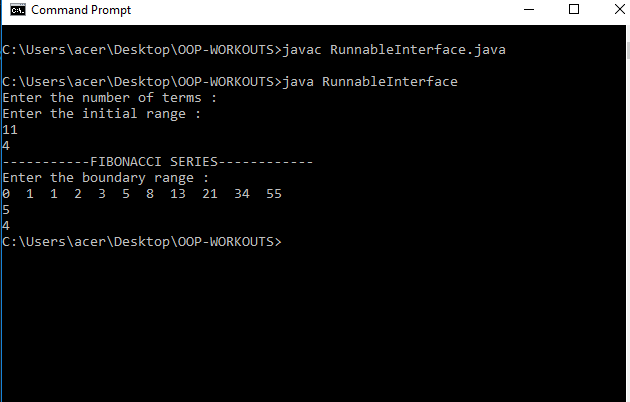 Command Prompt
C:\Users\acer\Desktop\OOP-WORKOUTS>javac RunnableInterface.java
C:\Users\acer\Desktop\OOP-WORKOUTS>java RunnableInterface
Enter the number of terms :
Enter the initial range :
11
4
-----------FIBONACCI SERIES------------
Enter the boundary range :
0  1  1  2  3  5  8  13  21  34  55
5
4
C:\Users\acer\Desktop\OOP-WORKOUTS>